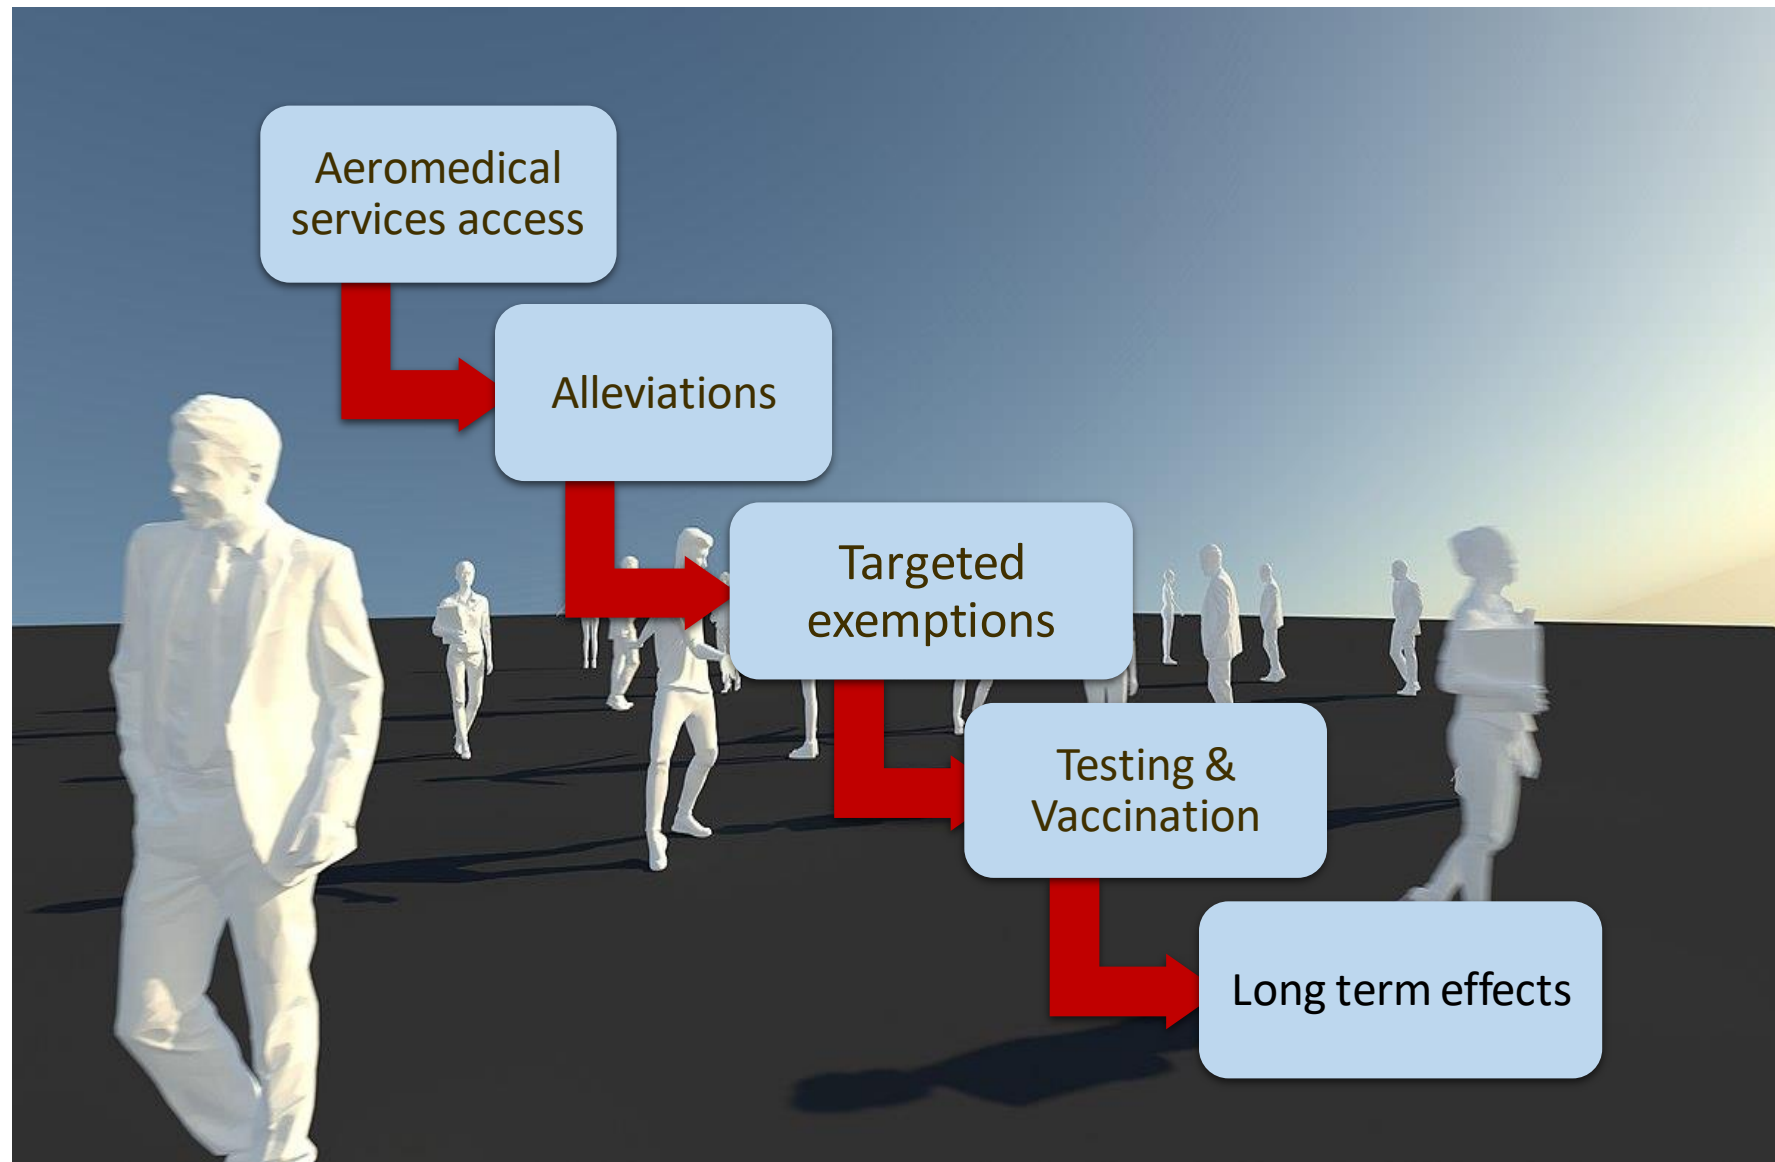 Aeromedical
services access
Alleviations
Targeted
exemptions
Testing &
Vaccination
Long term effects